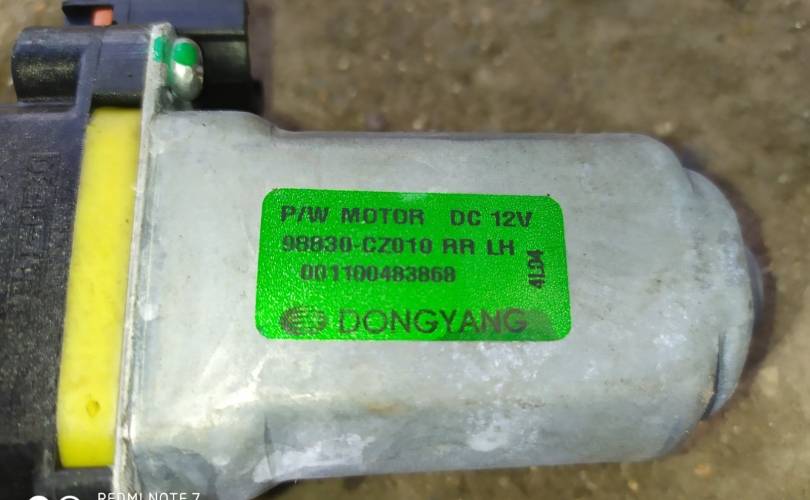 P/W MOTOR DC 12V
98830-CZ010 RR LH
001100483868
4L04
DONGYANG
REDMI NOTE 7